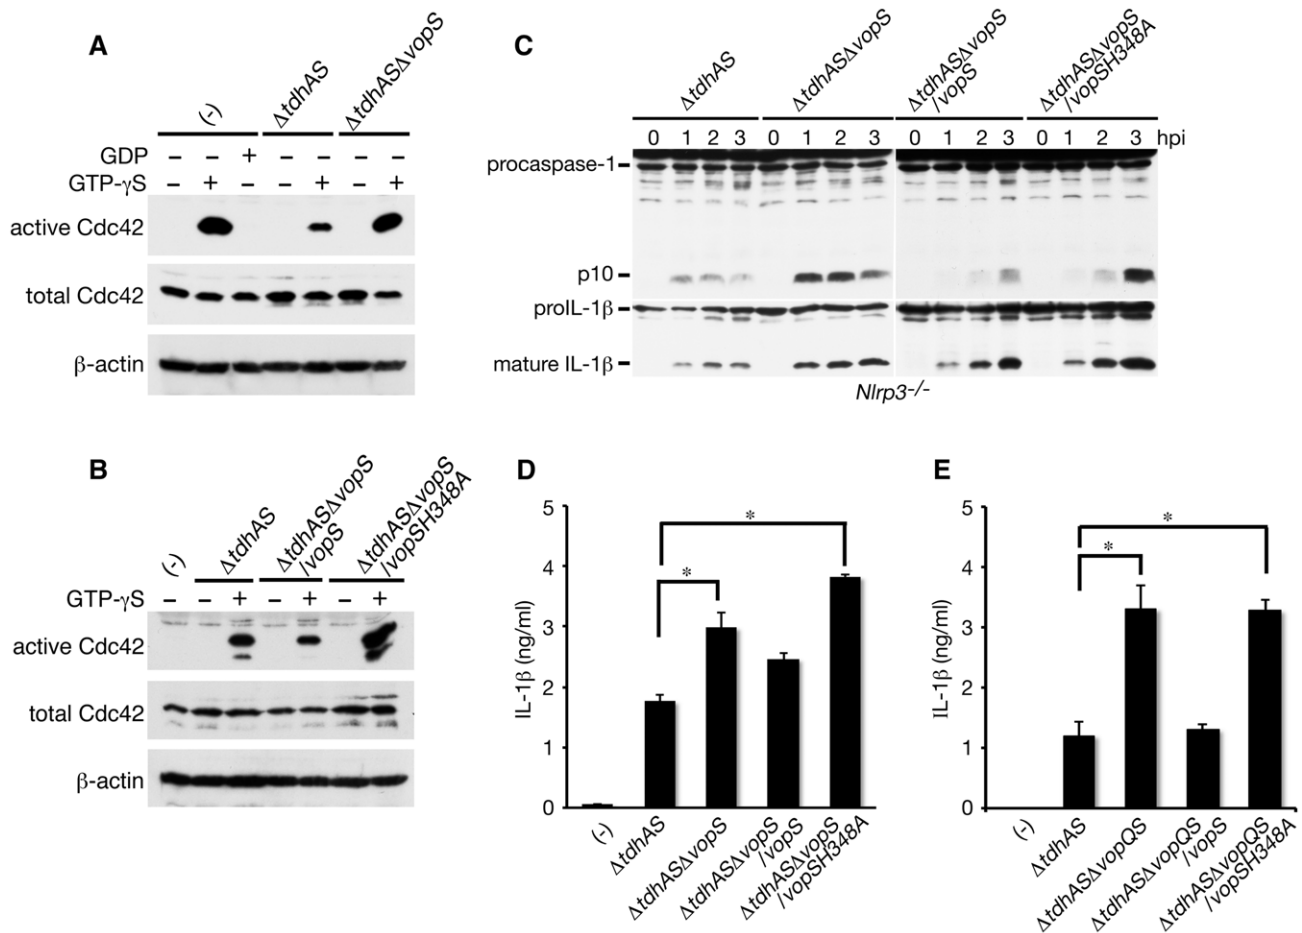 A
(-)
ΔtdhAS
ΔtdhASΔvopS
GDP – – + – – – –
GTP-γS – + – – + – +
active Cdc42
total Cdc42
β-actin
B
(-)
ΔtdhAS
ΔtdhASΔvopS
/vopS
ΔtdhASΔvopS
/vopSH348A
GTP-γS – – + – + – +
active Cdc42
total Cdc42
β-actin
C
ΔtdhAS
ΔtdhASΔvopS
ΔtdhASΔvopS
/vopS
ΔtdhASΔvopS
/vopSH348A
0 1 2 3 0 1 2 3 0 1 2 3 0 1 2 3 hpi
procaspase-1
p10
proIL-1β
mature IL-1β
Nlrp3-/-
D
IL-1β (ng/ml)
5
4
3
2
1
0
*
*
(-)
ΔtdhAS
ΔtdhASΔvopS
ΔtdhASΔvopS
/vopS
ΔtdhASΔvopS
/vopSH348A
E
IL-1β (ng/ml)
5
4
3
2
1
0
*
*
(-)
ΔtdhAS
ΔtdhASΔvopQS
ΔtdhASΔvopQS
/vopS
ΔtdhASΔvopQS
/vopSH348A